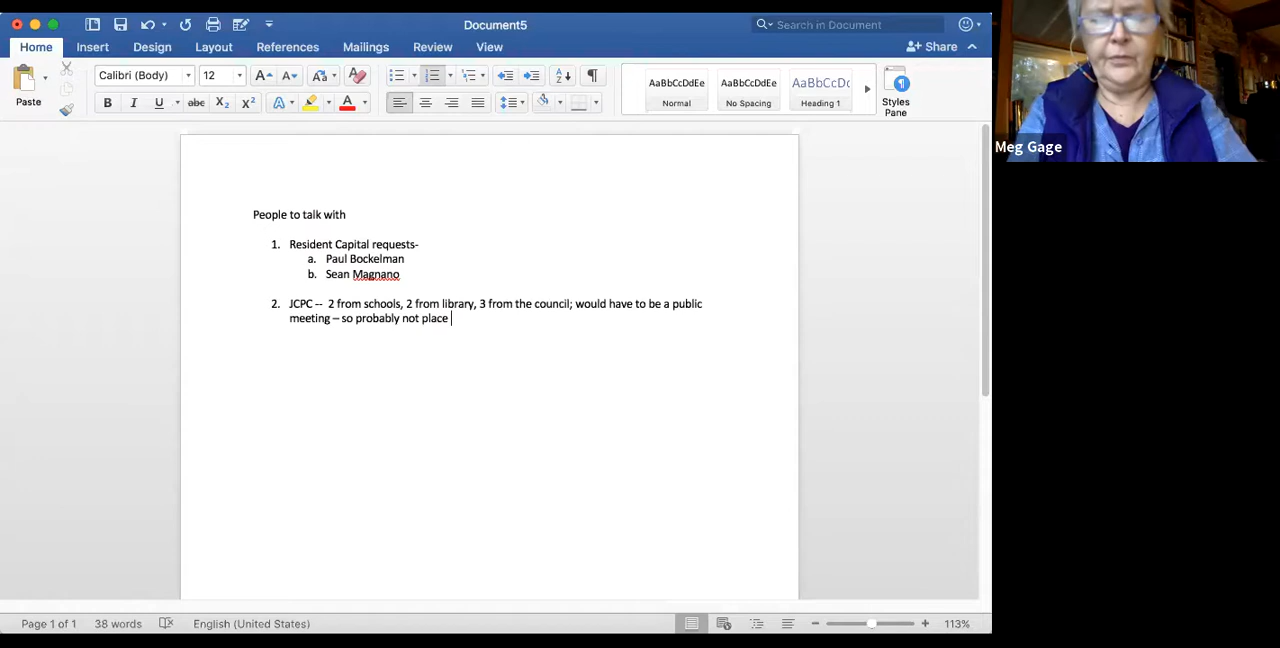 Document5
Search in Document
Home Insert Design Layout References Mailings Review View
Share
Paste
Calibri (Body) 12
AaBbCcDdEe AaBbCcDdEe AaBbCcDc
Normal No Spacing Heading 1
Styles Pane
Meg Gage
People to talk with
1. Resident Capital requests-
a. Paul Bockelman
b. Sean Magnano
2. JCPC -- 2 from schools, 2 from library, 3 from the council; would have to be a public
meeting – so probably not place
Page 1 of 1 38 words English (United States) 113%